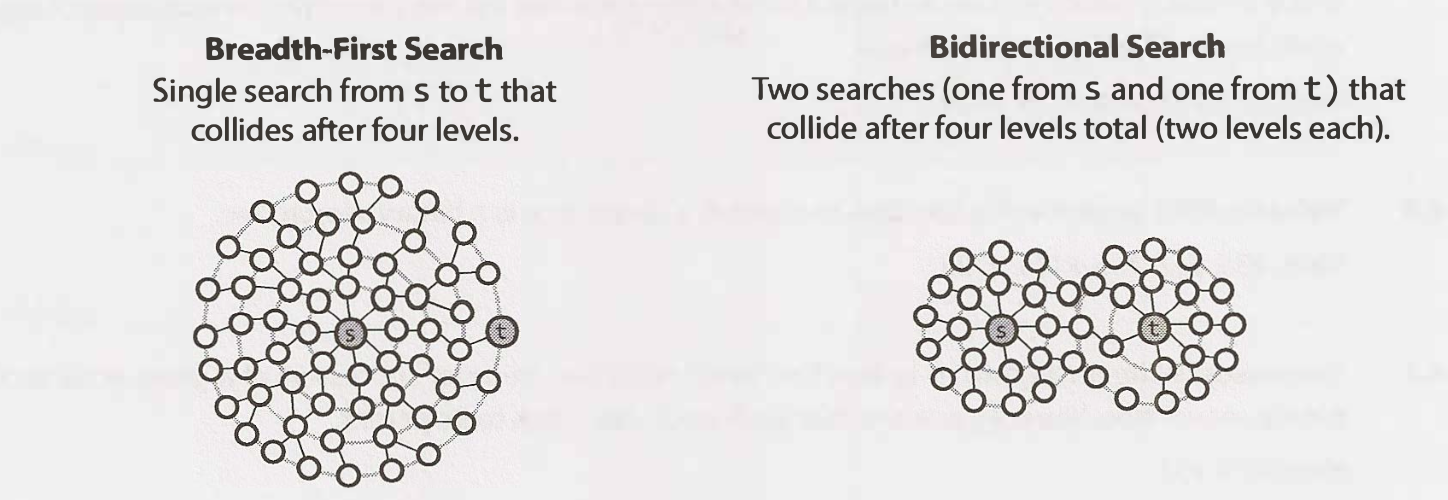 Breadth-First Search
Single search from s to t that
collides after four levels.
s
t
Bidirectional Search
Two searches (one from s and one from t) that
collide after four levels total (two levels each).
s
t